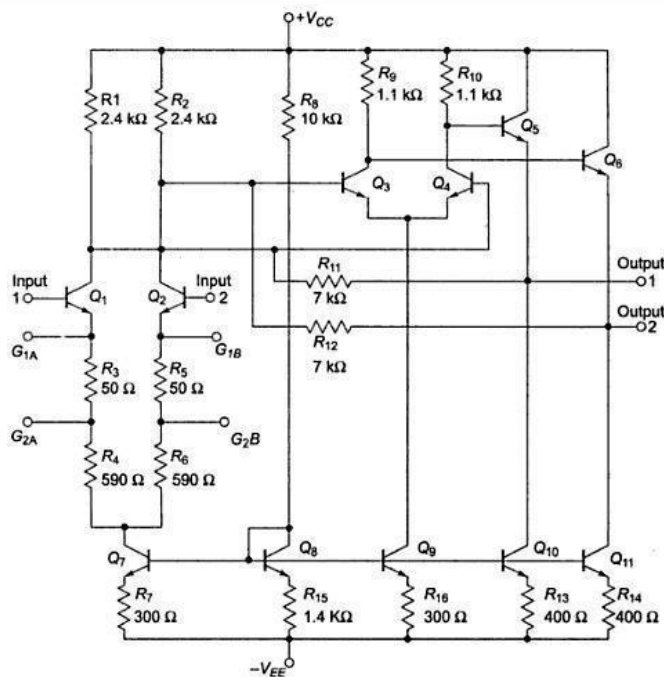 +VCC
R1
2.4 kΩ
R2
2.4 kΩ
R8
10 kΩ
R9
1.1 kΩ
R10
1.1 kΩ
Q5
Q6
Q3
Q4
Input
1
Q1
Q2
Input
2
R11
7 kΩ
Output
1
Output
2
R12
7 kΩ
G1A
G1B
R3
50 Ω
R5
50 Ω
G2A
G2B
R4
590 Ω
R6
590 Ω
Q7
Q8
Q9
Q10
Q11
R7
300 Ω
R15
1.4 KΩ
R16
300 Ω
R13
400 Ω
R14
400 Ω
–VEE